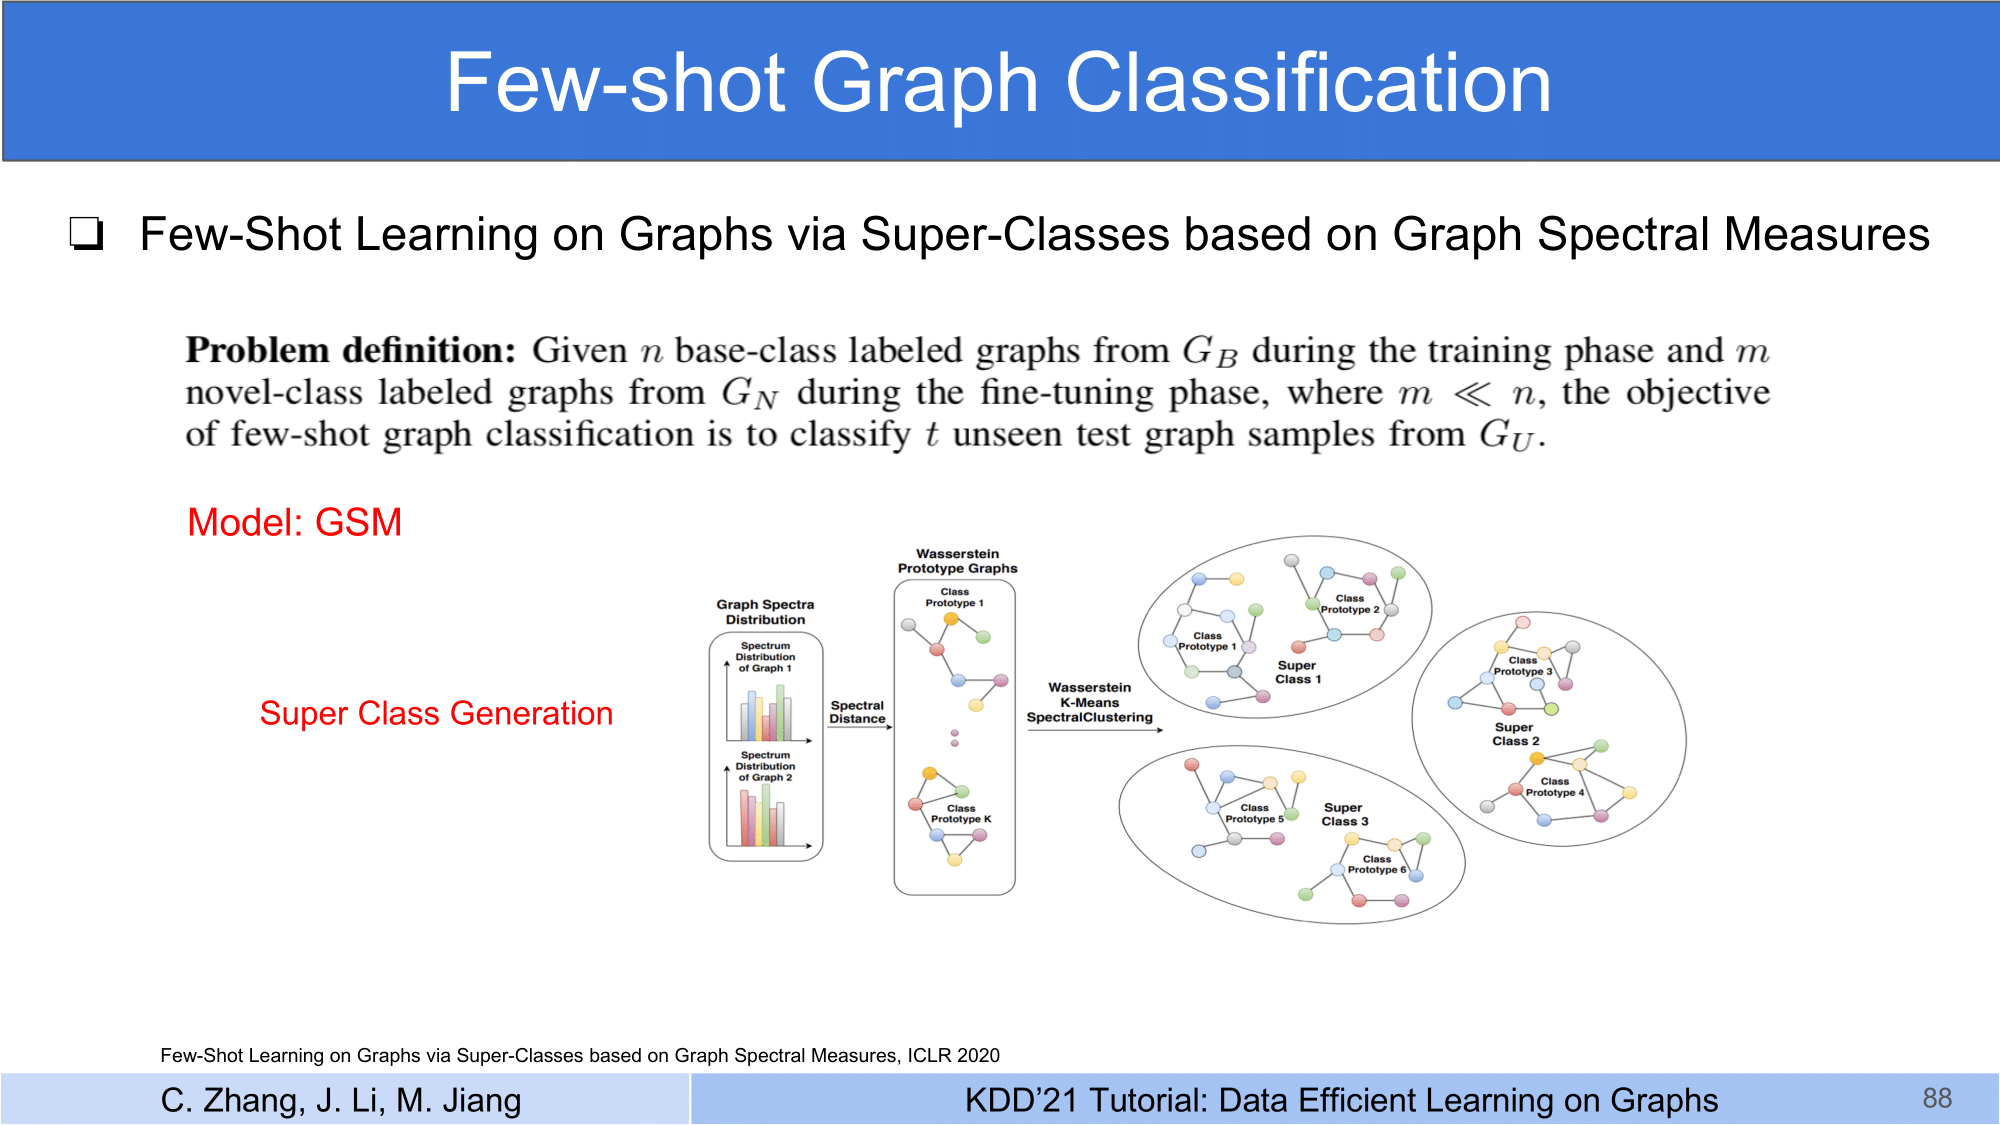 Few-shot Graph Classification
❏ Few-Shot Learning on Graphs via Super-Classes based on Graph Spectral Measures
Problem definition: Given n base-class labeled graphs from G_B during the training phase and m
novel-class labeled graphs from G_N during the fine-tuning phase, where m ≪ n, the objective
of few-shot graph classification is to classify t unseen test graph samples from G_U.
Model: GSM
Super Class Generation
Graph Spectra
Distribution
Spectrum
Distribution
of Graph 1
Spectrum
Distribution
of Graph 2
Spectral
Distance
Wasserstein
Prototype Graphs
Class
Prototype 1
Class
Prototype K
Wasserstein
K-Means
SpectralClustering
Class
Prototype 1
Class
Prototype 2
Super
Class 1
Class
Prototype 3
Super
Class 2
Class
Prototype 4
Class
Prototype 5
Super
Class 3
Class
Prototype 6
Few-Shot Learning on Graphs via Super-Classes based on Graph Spectral Measures, ICLR 2020
C. Zhang, J. Li, M. Jiang
KDD’21 Tutorial: Data Efficient Learning on Graphs
88